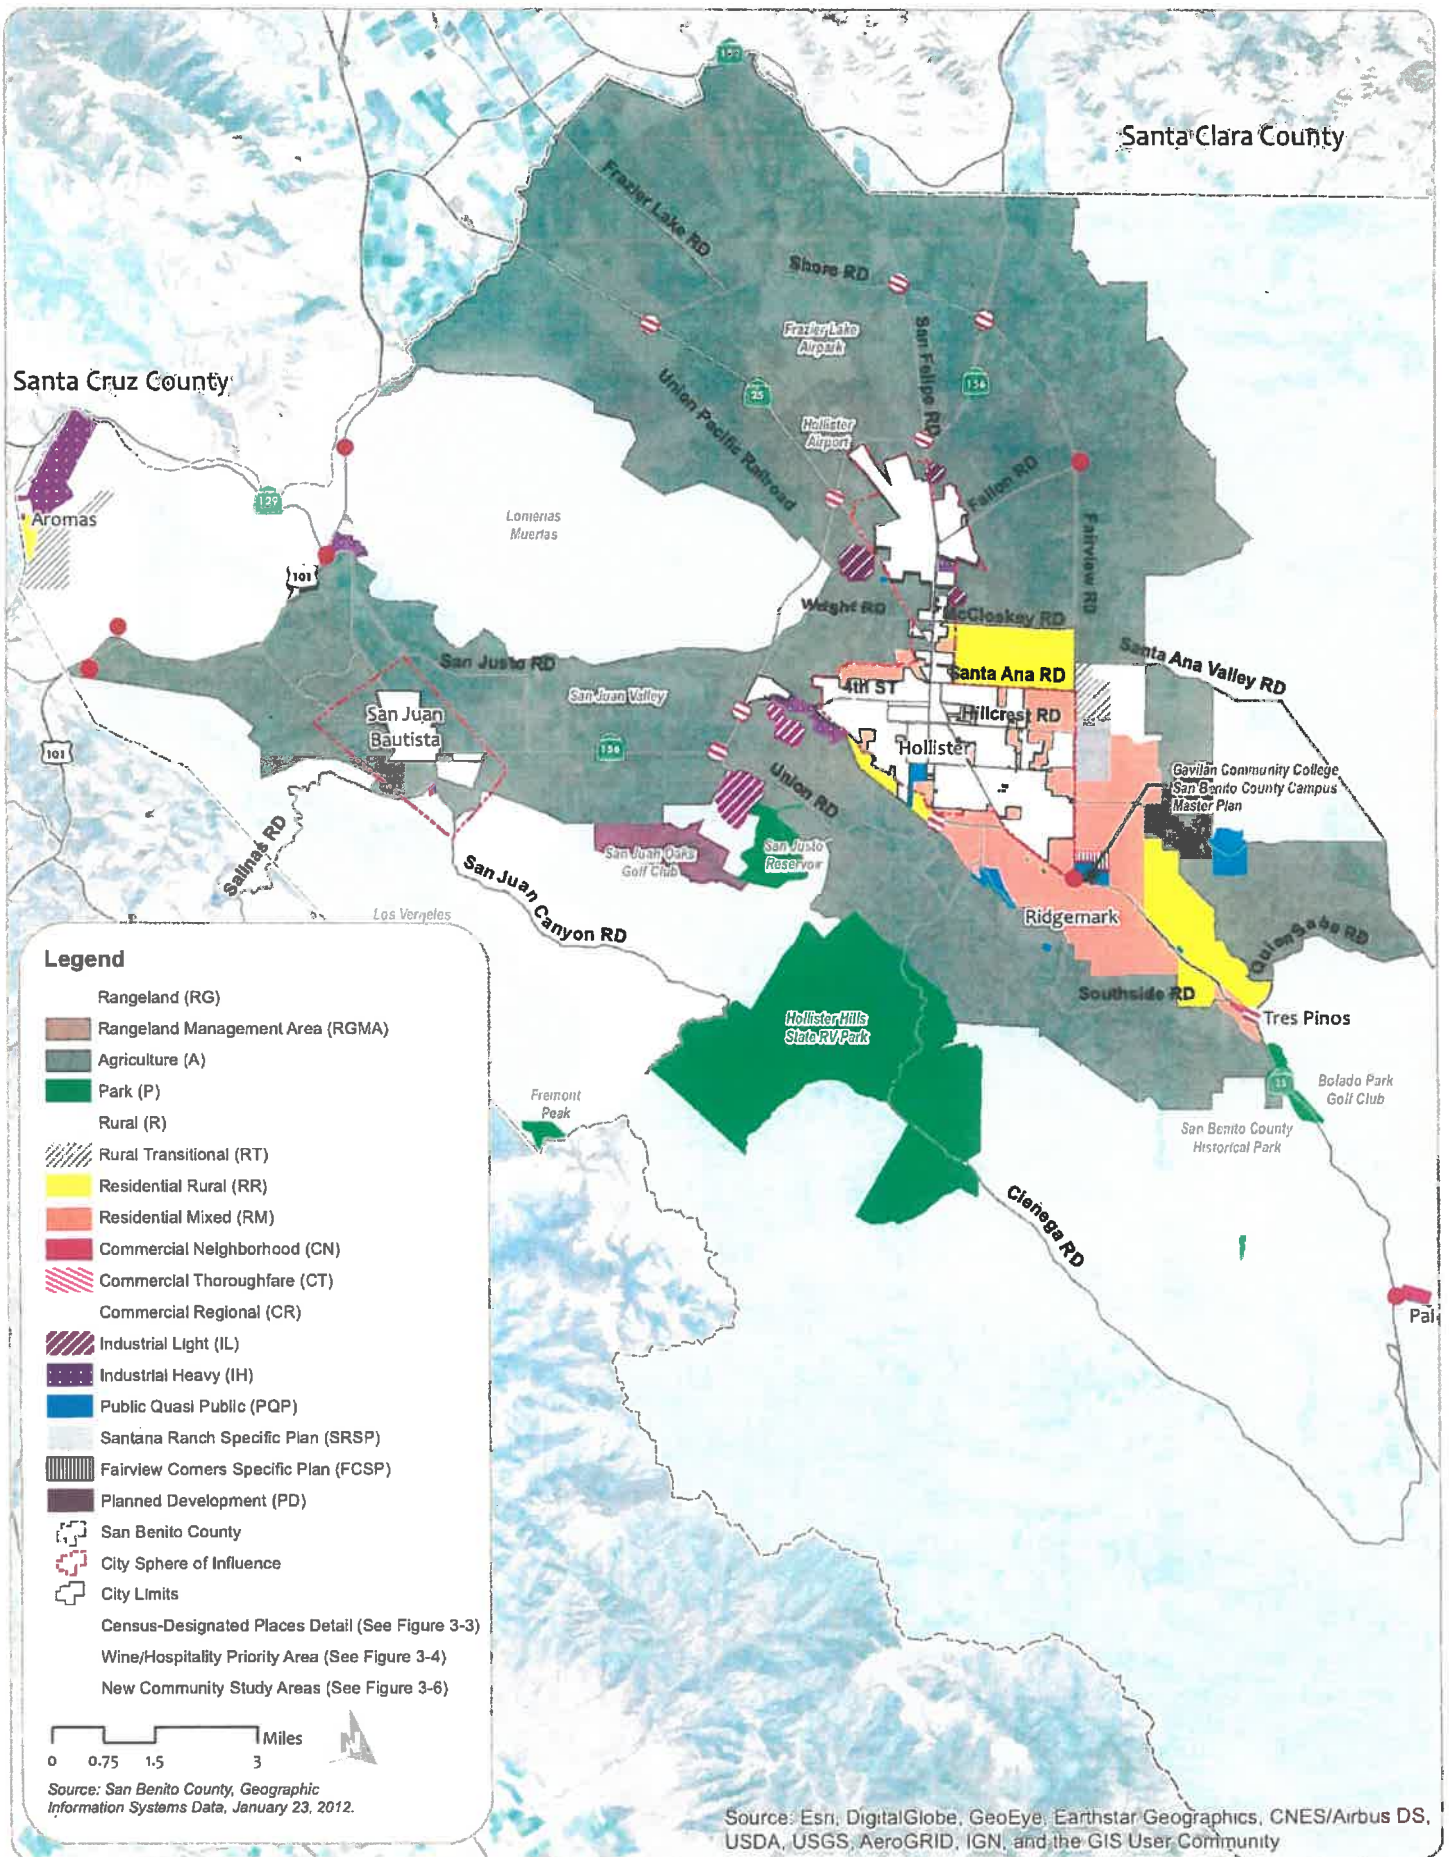 152
Santa Clara County
Frazier Lake RD
Shore RD
Frazier Lake
Airpark
San Felipe RD
156
25
Santa Cruz County
Union Pacific Railroad
Hollister
Airport
Fallon RD
129
Aromas
Lomerias
Muertas
101
Fairview RD
Wright RD
McCloskey RD
Santa Ana Valley RD
San Justo RD
Santa Ana RD
4th ST
San Juan Valley
San Juan
Bautista
Hillcrest RD
Hollister
156
101
Union RD
Gavilan Community College
San Benito County Campus
Master Plan
Salinas RD
San Juan Oaks
Golf Club
San Justo
Reservoir
San Juan Canyon RD
Los Vergeles
Ridgemark
Quien Sabe RD
Southside RD
Tres Pinos
Hollister Hills
State RV Park
25
Bolado Park
Golf Club
Fremont
Peak
San Benito County
Historical Park
Cienega RD
Pai
Legend
Rangeland (RG)
Rangeland Management Area (RGMA)
Agriculture (A)
Park (P)
Rural (R)
Rural Transitional (RT)
Residential Rural (RR)
Residential Mixed (RM)
Commercial Neighborhood (CN)
Commercial Thoroughfare (CT)
Commercial Regional (CR)
Industrial Light (IL)
Industrial Heavy (IH)
Public Quasi Public (PQP)
Santana Ranch Specific Plan (SRSP)
Fairview Corners Specific Plan (FCSP)
Planned Development (PD)
San Benito County
City Sphere of Influence
City Limits
Census-Designated Places Detail (See Figure 3-3)
Wine/Hospitality Priority Area (See Figure 3-4)
New Community Study Areas (See Figure 3-6)
Miles
0 0.75 1.5 3
N
Source: San Benito County, Geographic
Information Systems Data, January 23, 2012.
Source: Esri, DigitalGlobe, GeoEye, Earthstar Geographics, CNES/Airbus DS,
USDA, USGS, AeroGRID, IGN, and the GIS User Community